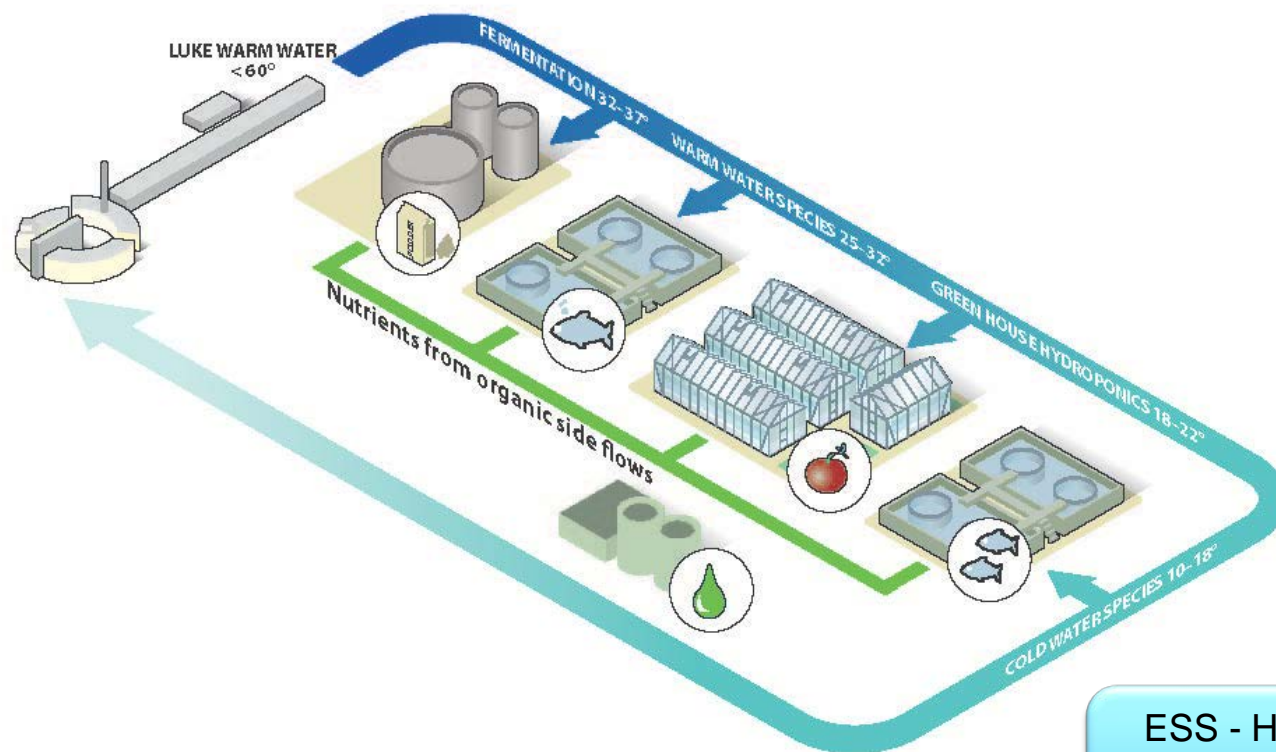 LUKE WARM WATER
<60°
FERMENTATION 32–37°
WARM WATER SPECIES 25–32°
GREEN HOUSE HYDROPONICS 18–22°
COLD WATER SPECIES 10–18°
Nutrients from organic side flows
ESS - H